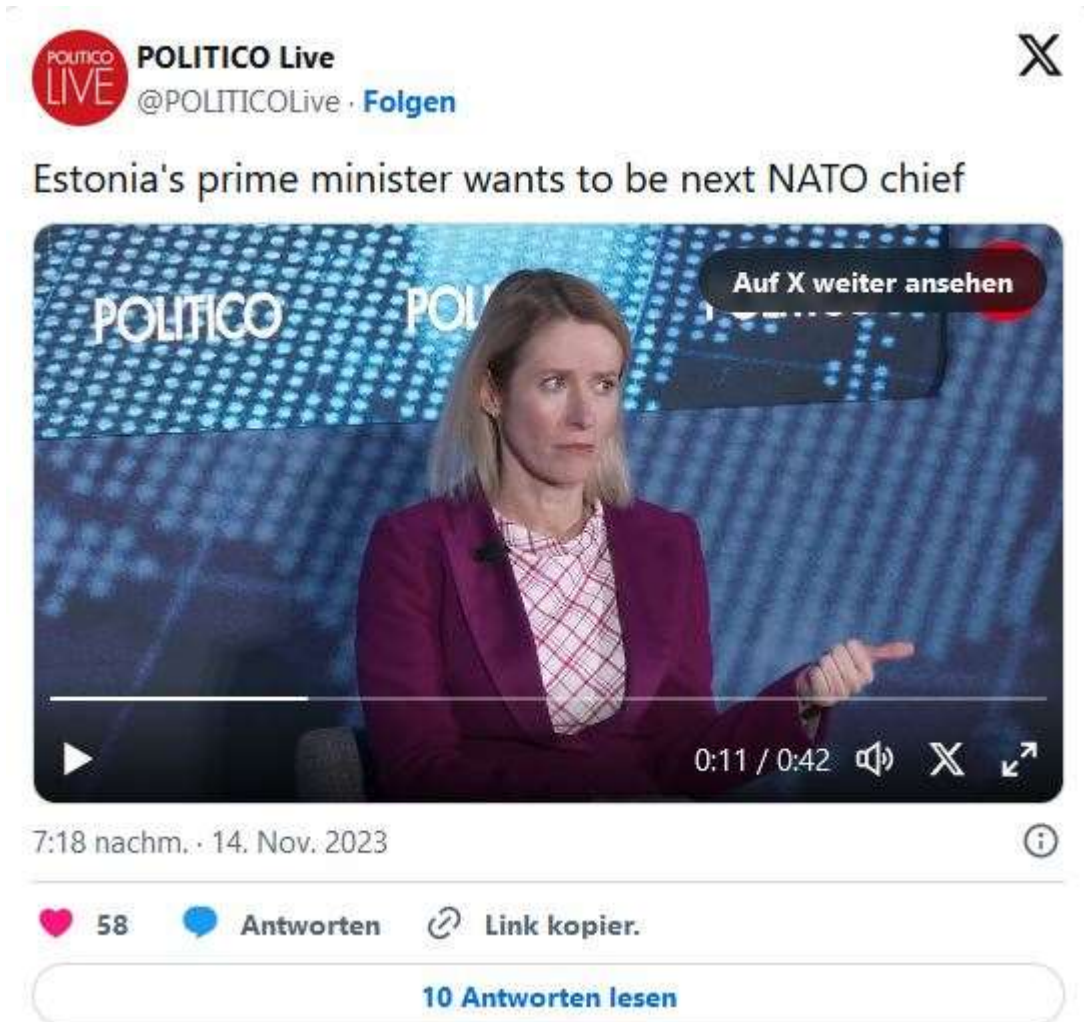 POLITICO
LIVE
POLITICO Live
@POLITICOLive · Folgen
Estonia's prime minister wants to be next NATO chief
Auf X weiter ansehen
POLITICO
POL
0:11 / 0:42
7:18 nachm. · 14. Nov. 2023
58
Antworten
Link kopier.
10 Antworten lesen